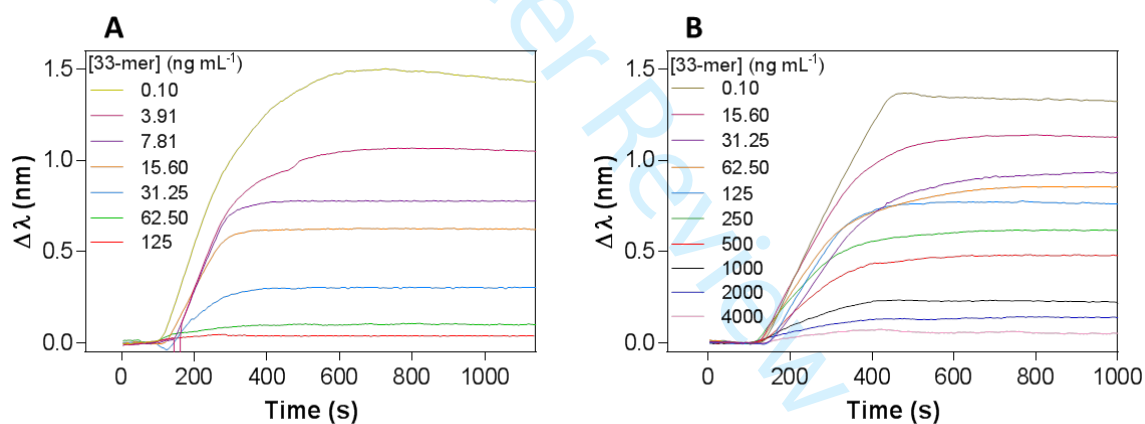 A
[33-mer] (ng mL-1)
0.10
3.91
7.81
15.60
31.25
62.50
125
1.5
1.0
0.5
0.0
Δλ (nm)
0 200 400 600 800 1000
Time (s)
B
[33-mer] (ng mL-1)
0.10
15.60
31.25
62.50
125
250
500
1000
2000
4000
1.5
1.0
0.5
0.0
Δλ (nm)
0 200 400 600 800 1000
Time (s)
er Review